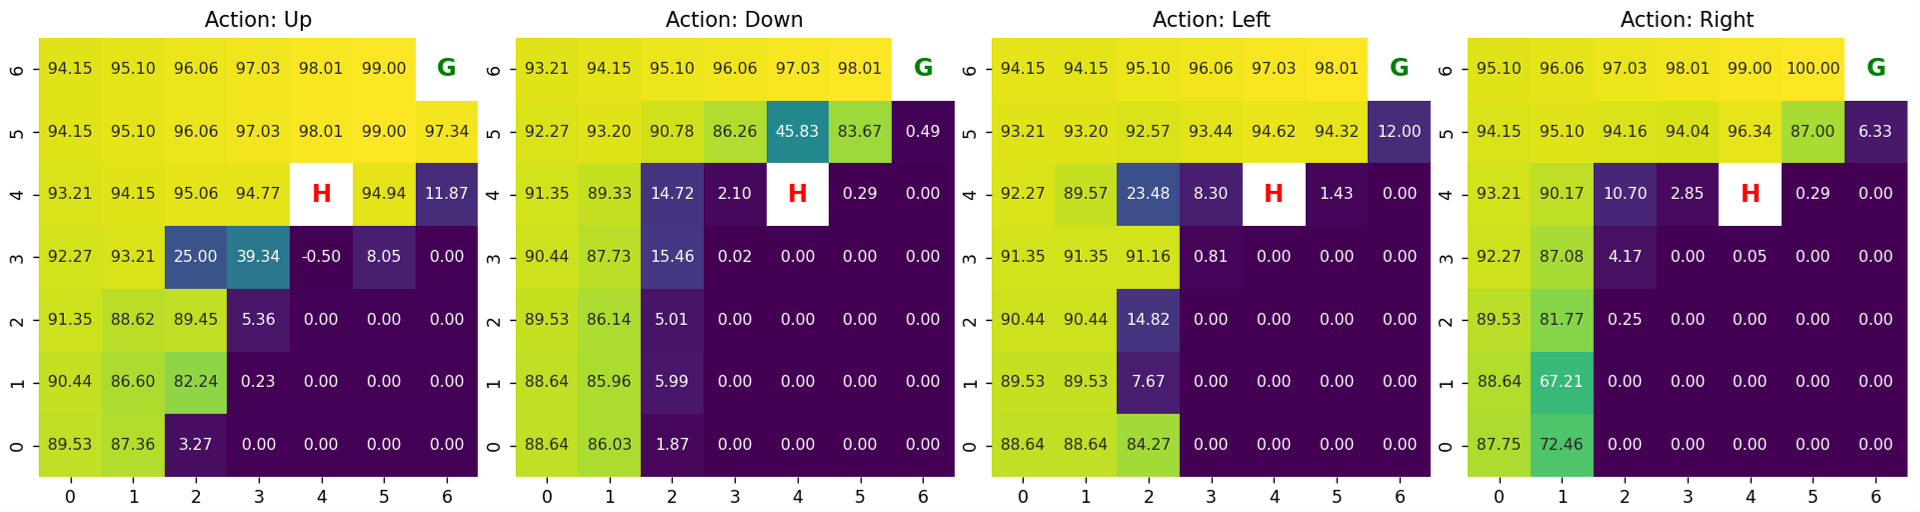 Action: Up Action: Down Action: Left Action: Right
6 94.15 95.10 96.06 97.03 98.01 99.00 G 6 93.21 94.15 95.10 96.06 97.03 98.01 G 6 94.15 94.15 95.10 96.06 97.03 98.01 G 6 95.10 96.06 97.03 98.01 99.00 100.00 G
5 94.15 95.10 96.06 97.03 98.01 99.00 97.34 5 92.27 93.20 90.78 86.26 45.83 83.67 0.49 5 93.21 93.20 92.57 93.44 94.62 94.32 12.00 5 94.15 95.10 94.16 94.04 96.34 87.00 6.33
4 93.21 94.15 95.06 94.77 H 94.94 11.87 4 91.35 89.33 14.72 2.10 H 0.29 0.00 4 92.27 89.57 23.48 8.30 H 1.43 0.00 4 93.21 90.17 10.70 2.85 H 0.29 0.00
3 92.27 93.21 25.00 39.34 -0.50 8.05 0.00 3 90.44 87.73 15.46 0.02 0.00 0.00 0.00 3 91.35 91.35 91.16 0.81 0.00 0.00 0.00 3 92.27 87.08 4.17 0.00 0.05 0.00 0.00
2 91.35 88.62 89.45 5.36 0.00 0.00 0.00 2 89.53 86.14 5.01 0.00 0.00 0.00 0.00 2 90.44 90.44 14.82 0.00 0.00 0.00 0.00 2 89.53 81.77 0.25 0.00 0.00 0.00 0.00
1 90.44 86.60 82.24 0.23 0.00 0.00 0.00 1 88.64 85.96 5.99 0.00 0.00 0.00 0.00 1 89.53 89.53 7.67 0.00 0.00 0.00 0.00 1 88.64 67.21 0.00 0.00 0.00 0.00 0.00
0 89.53 87.36 3.27 0.00 0.00 0.00 0.00 0 88.64 86.03 1.87 0.00 0.00 0.00 0.00 0 88.64 88.64 84.27 0.00 0.00 0.00 0.00 0 87.75 72.46 0.00 0.00 0.00 0.00 0.00
0 1 2 3 4 5 6 0 1 2 3 4 5 6 0 1 2 3 4 5 6 0 1 2 3 4 5 6